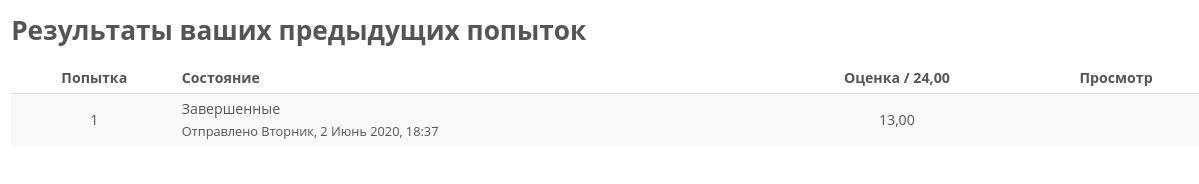 Результаты ваших предыдущих попыток
Попытка Состояние Оценка / 24,00 Просмотр
1 Завершенные 13,00
Отправлено Вторник, 2 Июнь 2020, 18:37